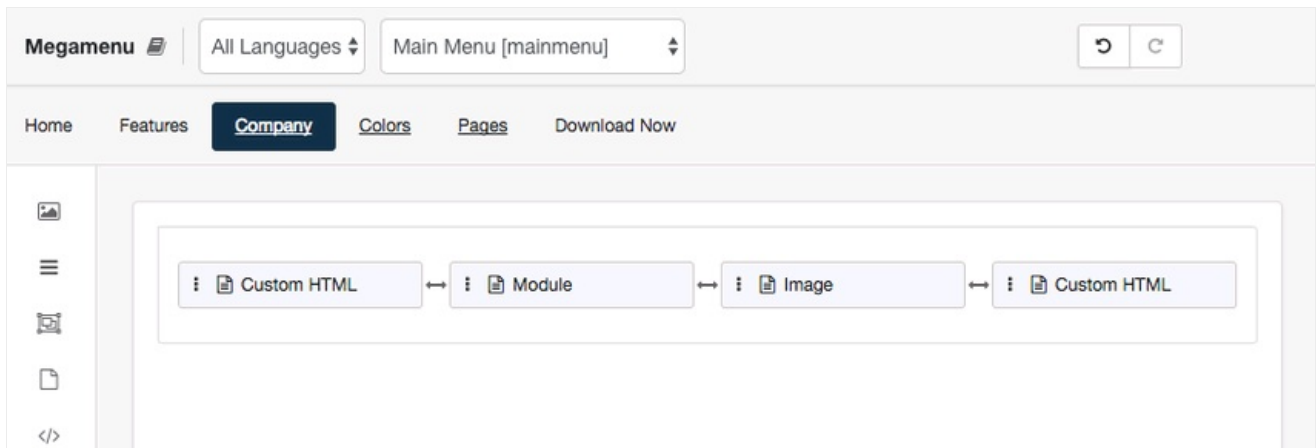 Megamenu All Languages Main Menu [mainmenu]
Home Features Company Colors Pages Download Now
Custom HTML Module Image Custom HTML